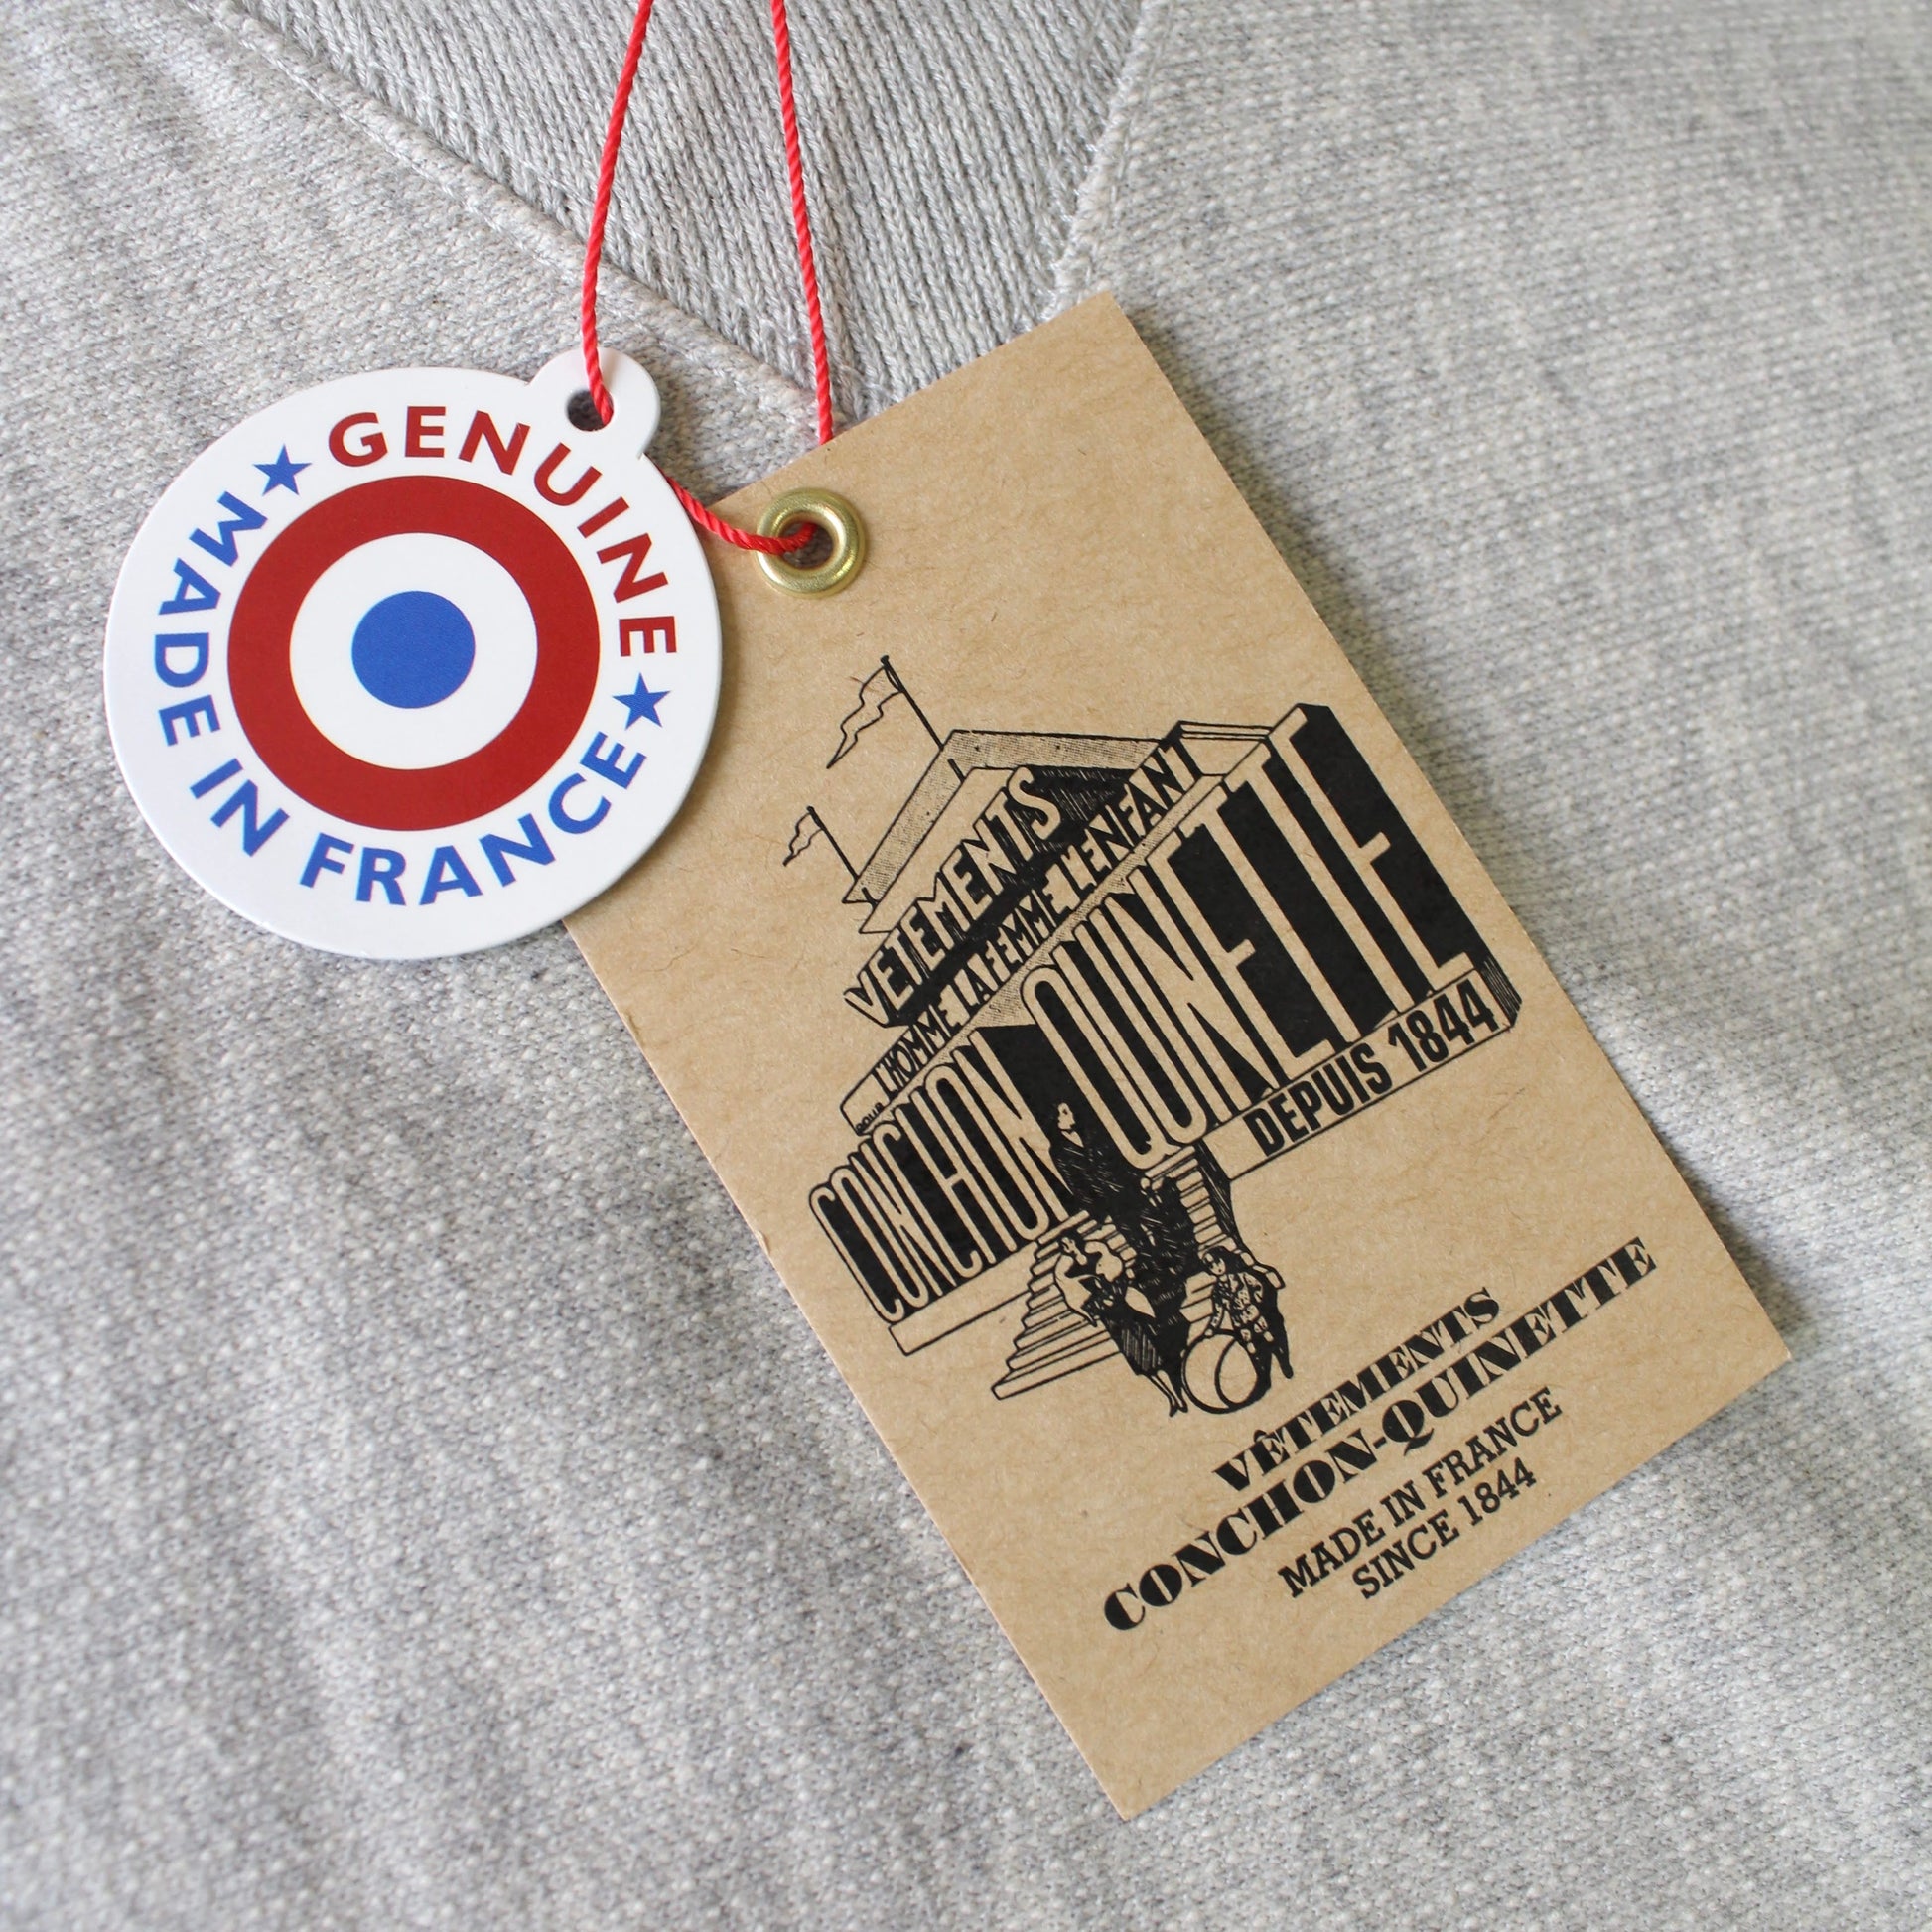 GENUINE
★ MADE IN FRANCE ★
VETEMENTS
POUR L'HOMME LA FEMME L'ENFANT
CONCHON QUINETTE
DEPUIS 1844
VÊTEMENTS
CONCHON-QUINETTE
MADE IN FRANCE
SINCE 1844